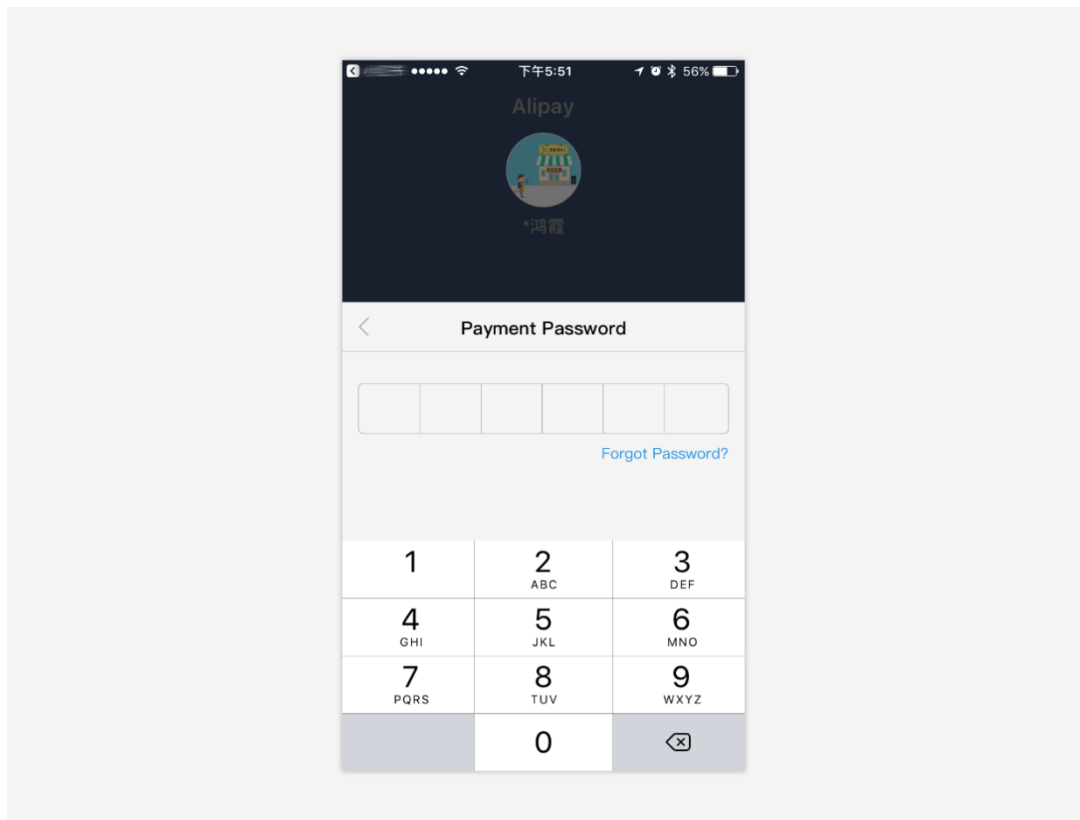 下午5:51 56%
Alipay
*鸿霞
Payment Password
Forgot Password?
1 2 3
ABC DEF
4 5 6
GHI JKL MNO
7 8 9
PQRS TUV WXYZ
0